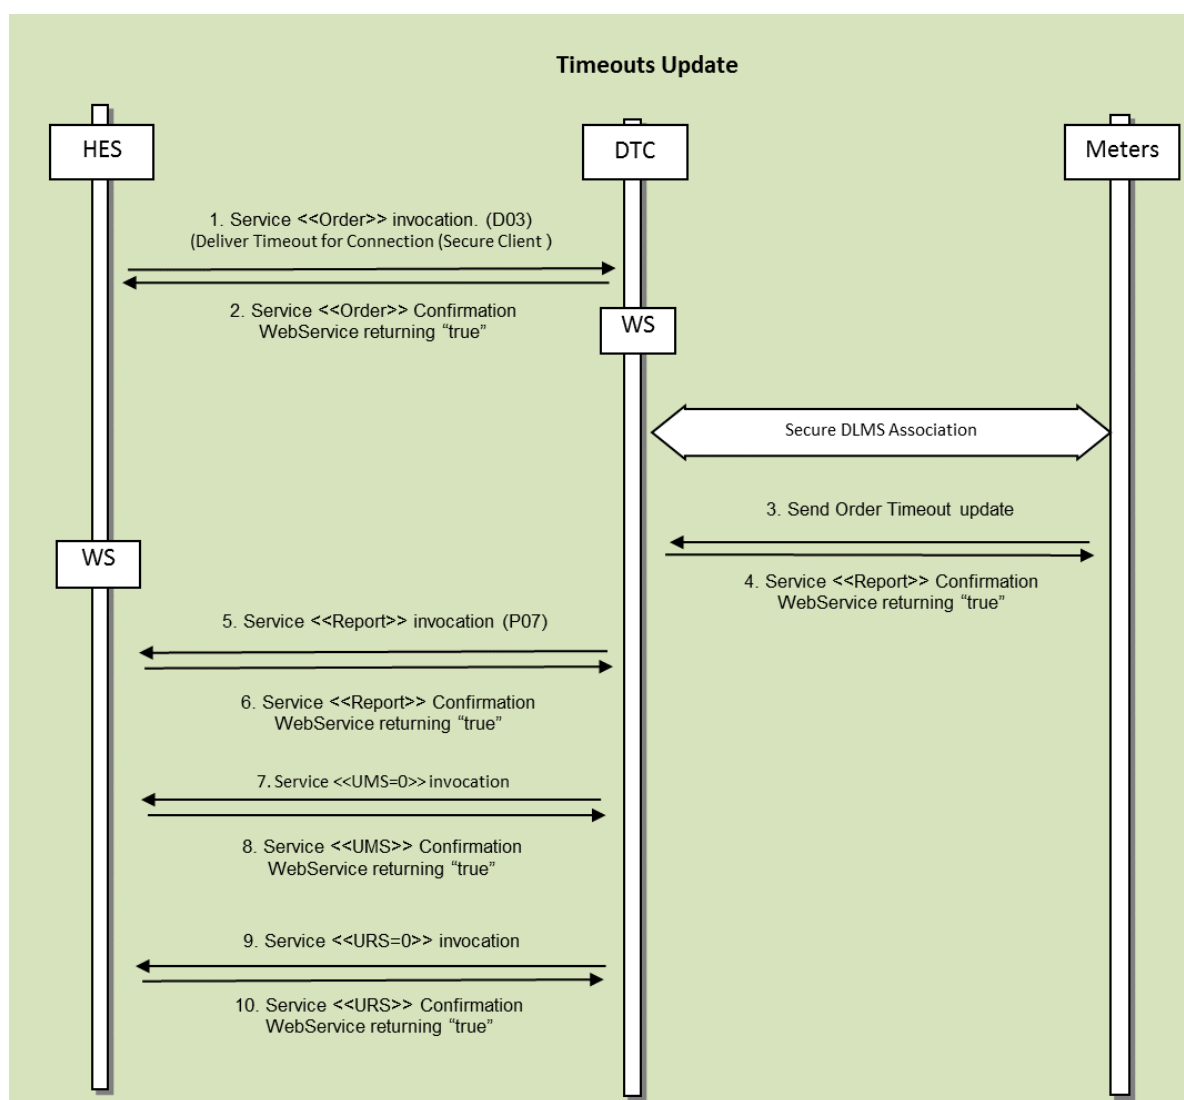 Timeouts Update
HES
DTC
Meters
1. Service <<Order>> invocation. (D03)
(Deliver Timeout for Connection (Secure Client )
2. Service <<Order>> Confirmation
WebService returning “true”
WS
Secure DLMS Association
3. Send Order Timeout update
WS
4. Service <<Report>> Confirmation
WebService returning “true”
5. Service <<Report>> invocation (P07)
6. Service <<Report>> Confirmation
WebService returning “true”
7. Service <<UMS=0>> invocation
8. Service <<UMS>> Confirmation
WebService returning “true”
9. Service <<URS=0>> invocation
10. Service <<URS>> Confirmation
WebService returning “true”